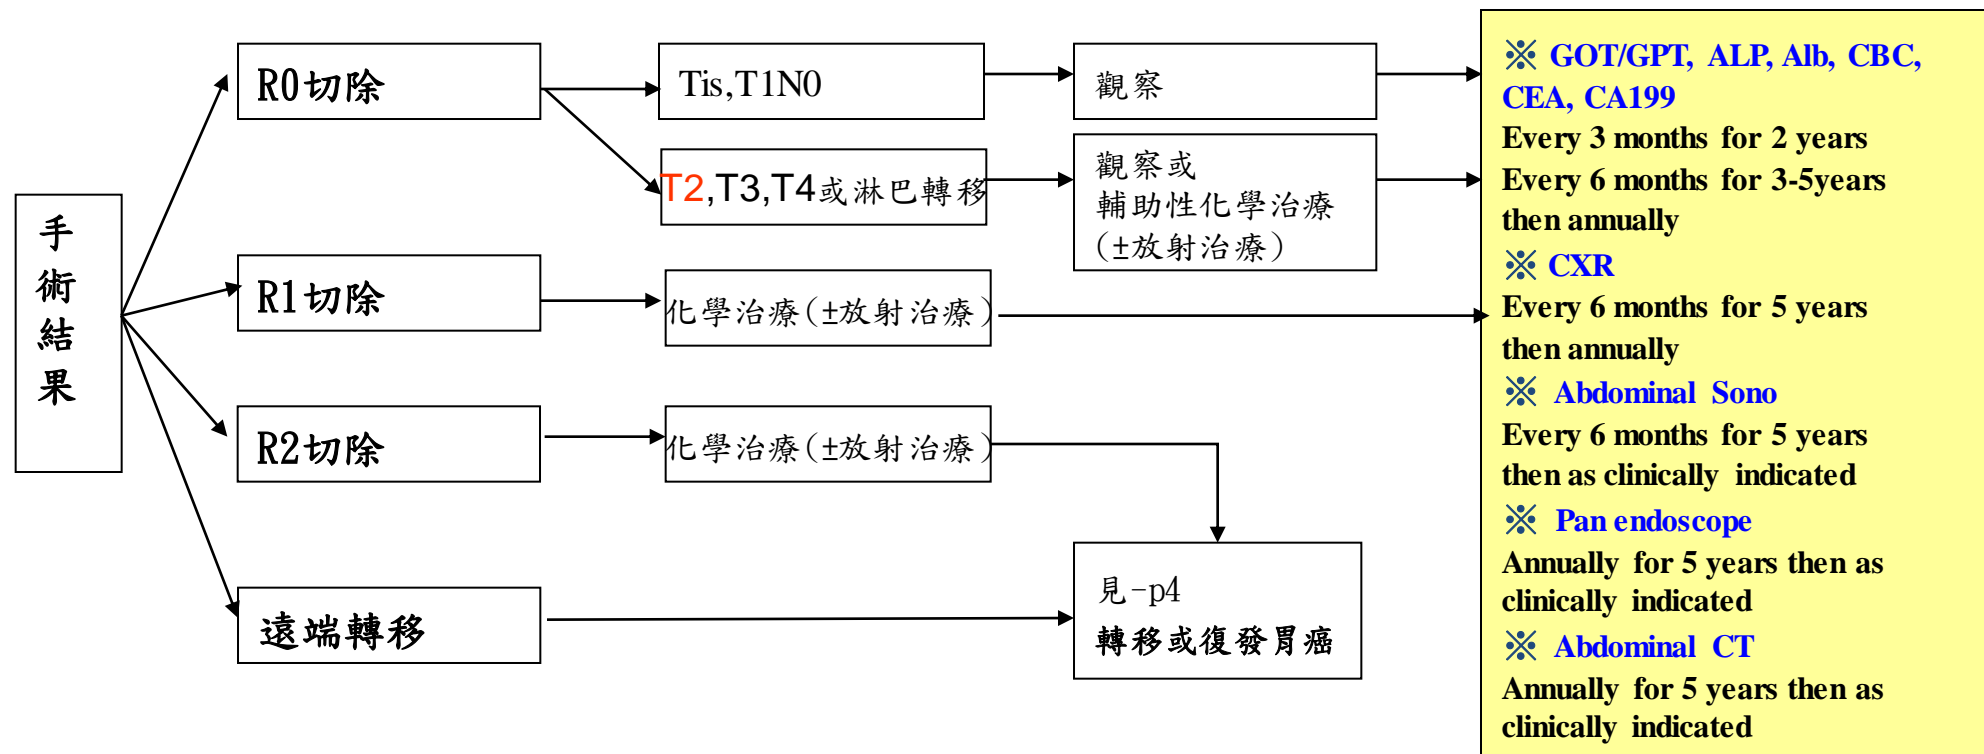 手
術
結
果
R0切除
Tis,T1N0
觀察
T2,T3,T4或淋巴轉移
觀察或
輔助性化學治療
(±放射治療)
R1切除
化學治療(±放射治療)
R2切除
化學治療(±放射治療)
遠端轉移
見-p4
轉移或復發胃癌
※ GOT/GPT, ALP, Alb, CBC,
CEA, CA199
Every 3 months for 2 years
Every 6 months for 3-5years
then annually
※ CXR
Every 6 months for 5 years
then annually
※ Abdominal Sono
Every 6 months for 5 years
then as clinically indicated
※ Pan endoscope
Annually for 5 years then as
clinically indicated
※ Abdominal CT
Annually for 5 years then as
clinically indicated